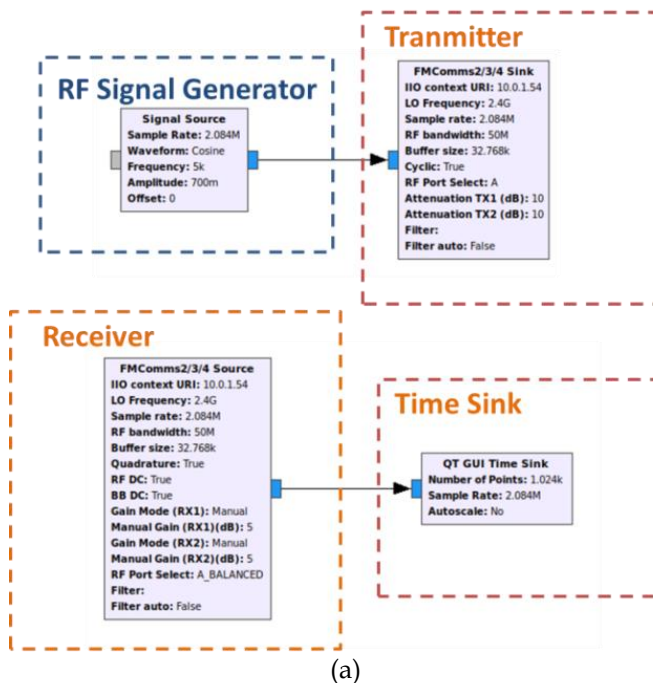 Tranmitter
RF Signal Generator
FMComms2/3/4 Sink
IIO context URI: 10.0.1.54
LO Frequency: 2.4G
Sample rate: 2.084M
RF bandwidth: 50M
Buffer size: 32.768k
Cyclic: True
RF Port Select: A
Attenuation TX1 (dB): 10
Attenuation TX2 (dB): 10
Filter:
Filter auto: False
Signal Source
Sample Rate: 2.084M
Waveform: Cosine
Frequency: 5k
Amplitude: 700m
Offset: 0
Receiver
FMComms2/3/4 Source
IIO context URI: 10.0.1.54
LO Frequency: 2.4G
Sample rate: 2.084M
RF bandwidth: 50M
Buffer size: 32.768k
Quadrature: True
RF DC: True
BB DC: True
Gain Mode (RX1): Manual
Manual Gain (RX1)(dB): 5
Gain Mode (RX2): Manual
Manual Gain (RX2)(dB): 5
RF Port Select: A_BALANCED
Filter:
Filter auto: False
Time Sink
QT GUI Time Sink
Number of Points: 1.024k
Sample Rate: 2.084M
Autoscale: No
(a)